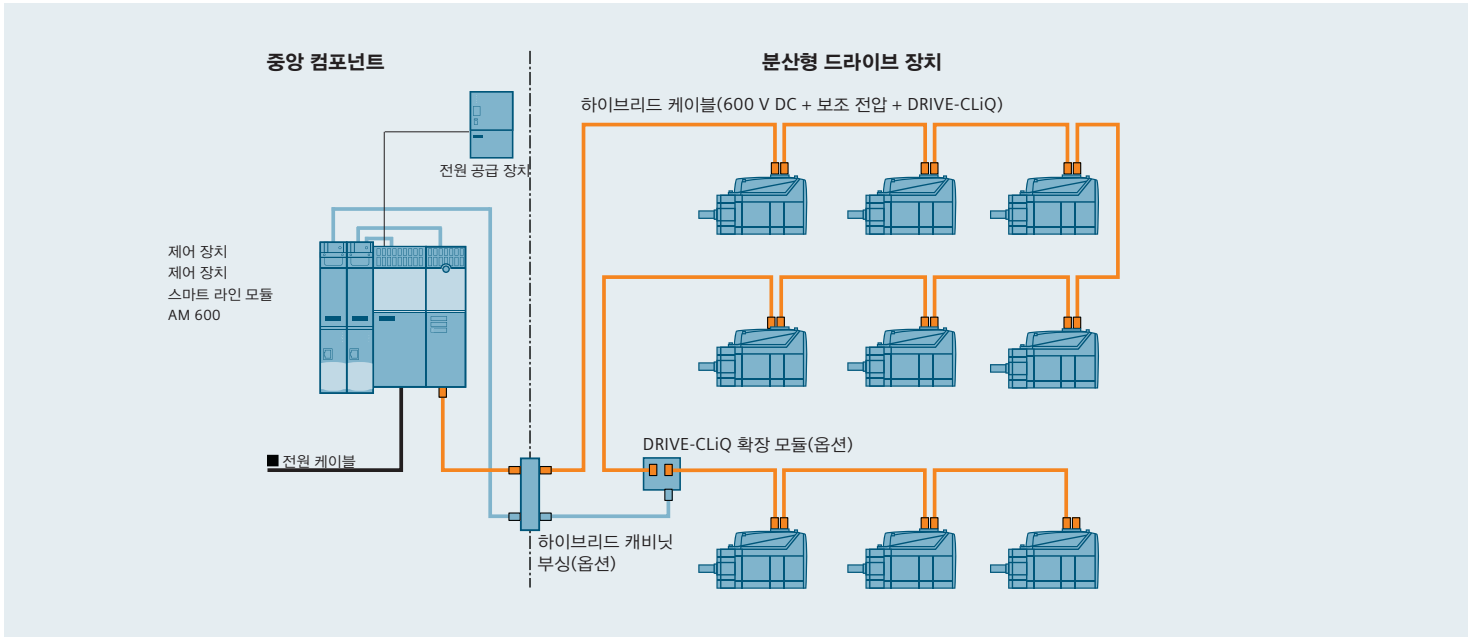 중앙 컴포넌트
분산형 드라이브 장치
하이브리드 케이블(600 V DC + 보조 전압 + DRIVE-CLiQ)
전원 공급 장치
제어 장치
제어 장치
스마트 라인 모듈
AM 600
DRIVE-CLiQ 확장 모듈(옵션)
전원 케이블
하이브리드 캐비닛
부싱(옵션)